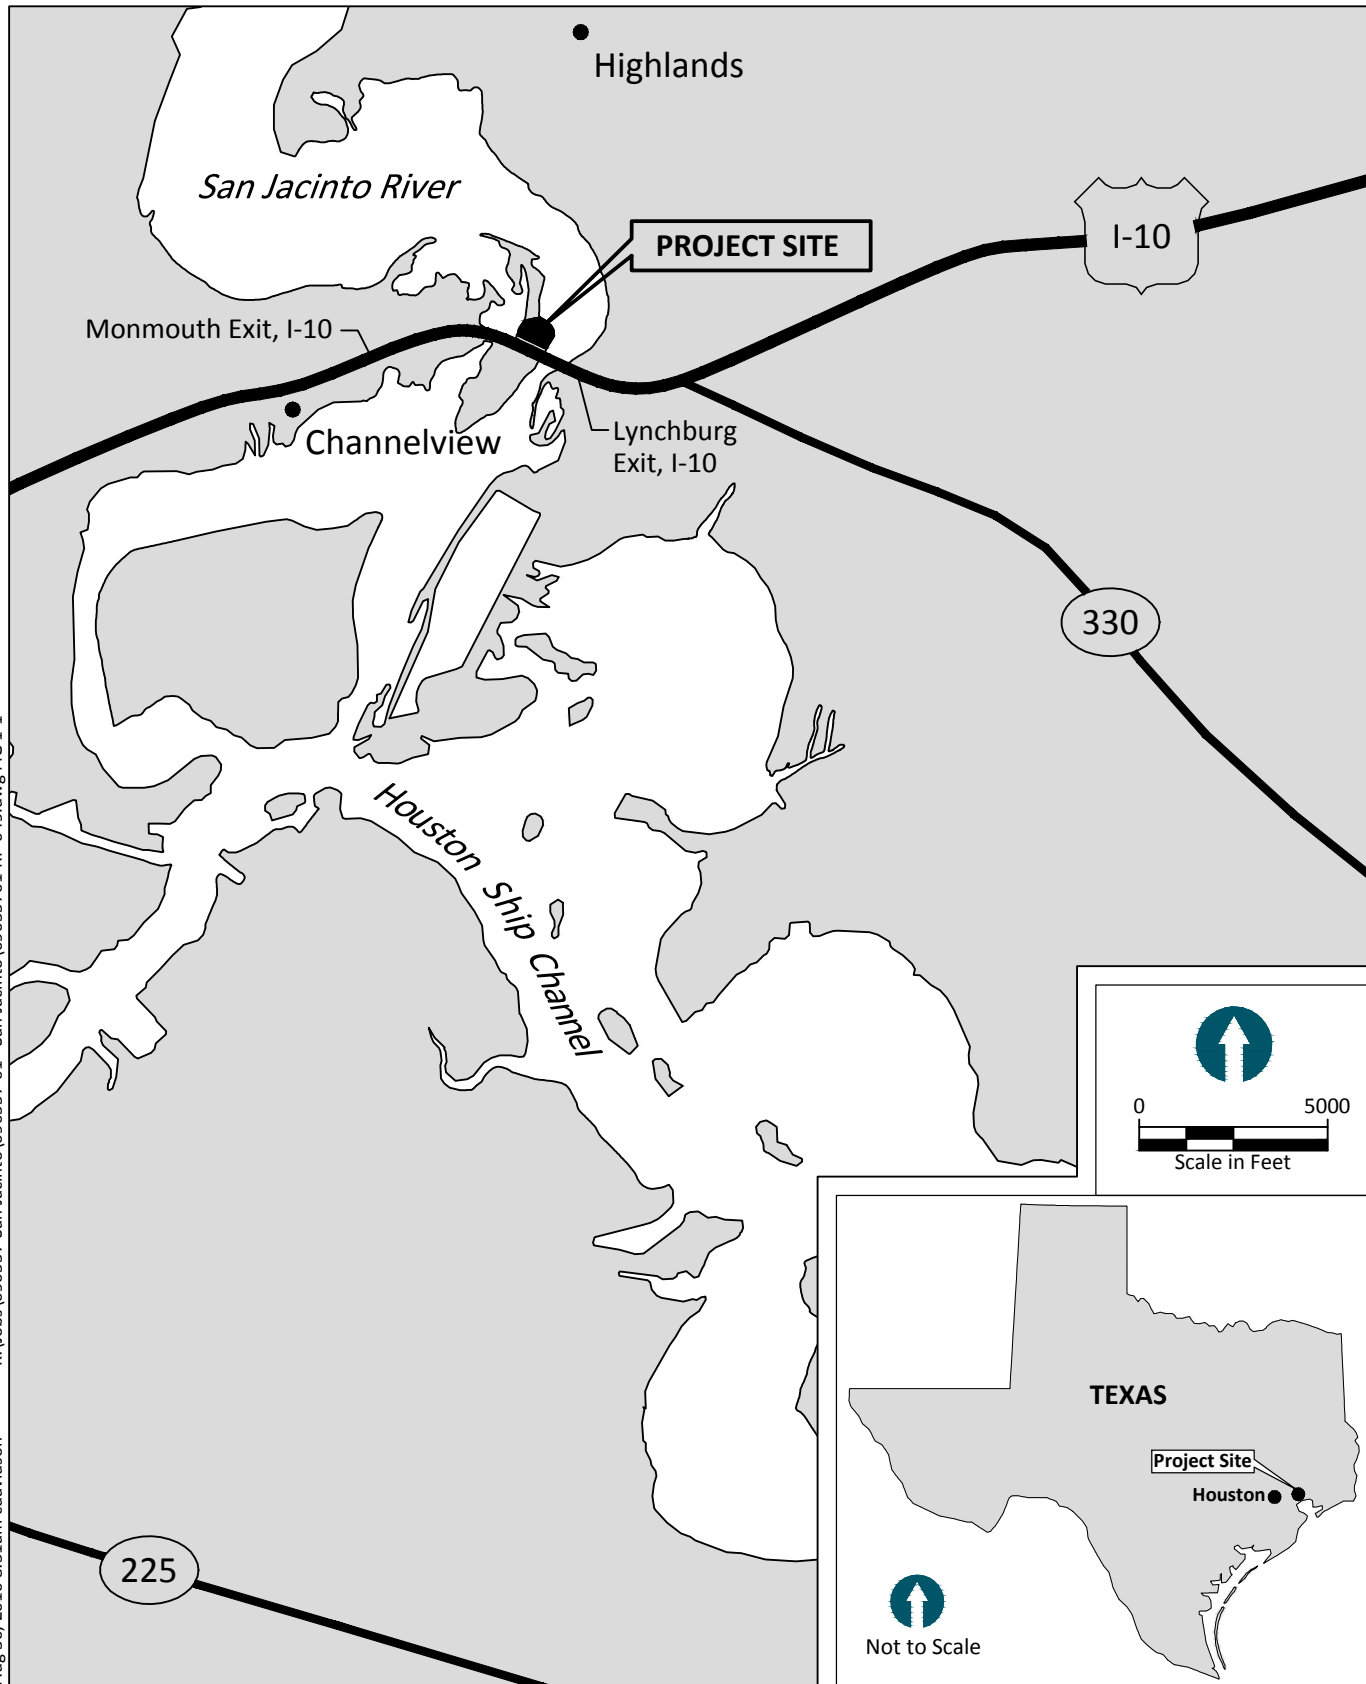 Highlands
San Jacinto River
PROJECT SITE
I-10
Monmouth Exit, I-10
Channelview
Lynchburg
Exit, I-10
330
Houston Ship Channel
0 5000
Scale in Feet
TEXAS
Project Site
Houston
225
Not to Scale